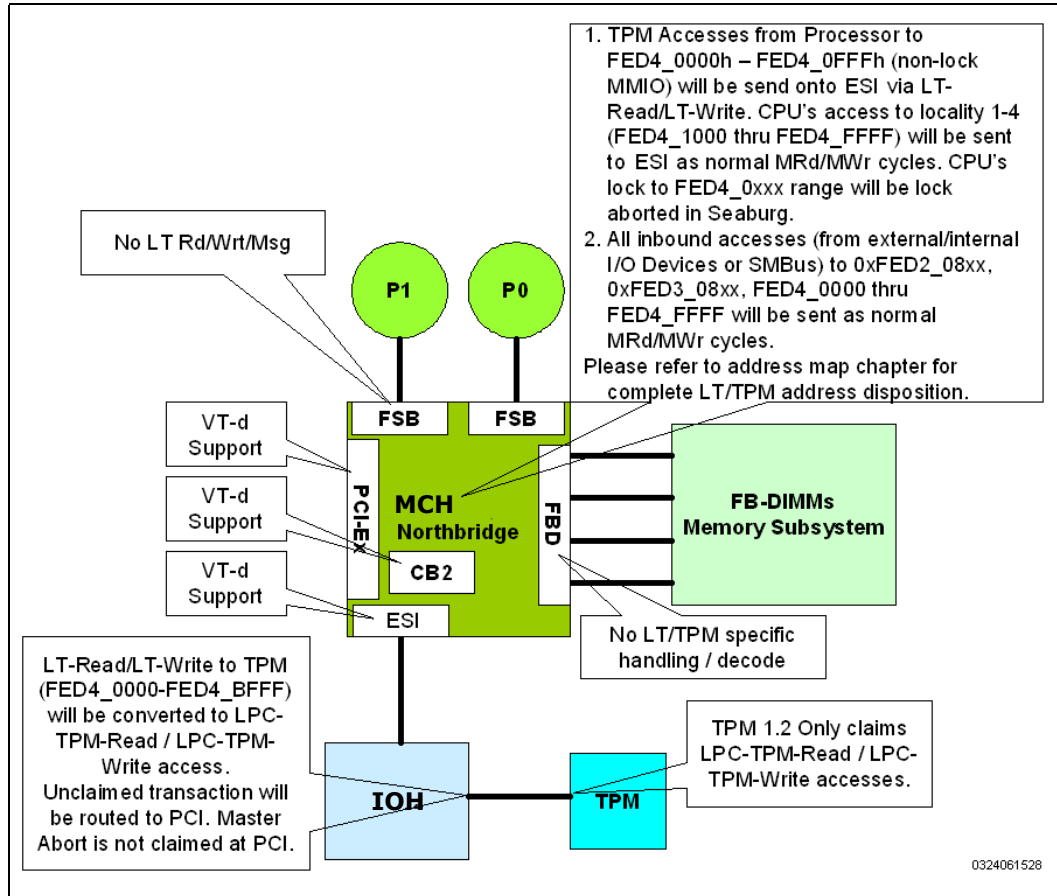 1. TPM Accesses from Processor to
FED4_0000h – FED4_0FFFh (non-lock
MMIO) will be send onto ESI via LT-
Read/LT-Write. CPU's access to locality 1-4
(FED4_1000 thru FED4_FFFF) will be sent
to ESI as normal MRd/MWr cycles. CPU's
lock to FED4_0xxx range will be lock
aborted in Seaburg.
2. All inbound accesses (from external/internal
I/O Devices or SMBus) to 0xFED2_08xx,
0xFED3_08xx, FED4_0000 thru
FED4_FFFF will be sent as normal
MRd/MWr cycles.
Please refer to address map chapter for
complete LT/TPM address disposition.
No LT Rd/Wrt/Msg
P1
P0
FSB
FSB
VT-d
Support
VT-d
Support
VT-d
Support
PCI-Ex
MCH
Northbridge
CB2
ESI
FBD
FB-DIMMs
Memory Subsystem
No LT/TPM specific
handling / decode
LT-Read/LT-Write to TPM
(FED4_0000-FED4_BFFF)
will be converted to LPC-
TPM-Read / LPC-TPM-
Write access.
Unclaimed transaction will
be routed to PCI. Master
Abort is not claimed at PCI.
IOH
TPM
TPM 1.2 Only claims
LPC-TPM-Read / LPC-
TPM-Write accesses.
0324061528